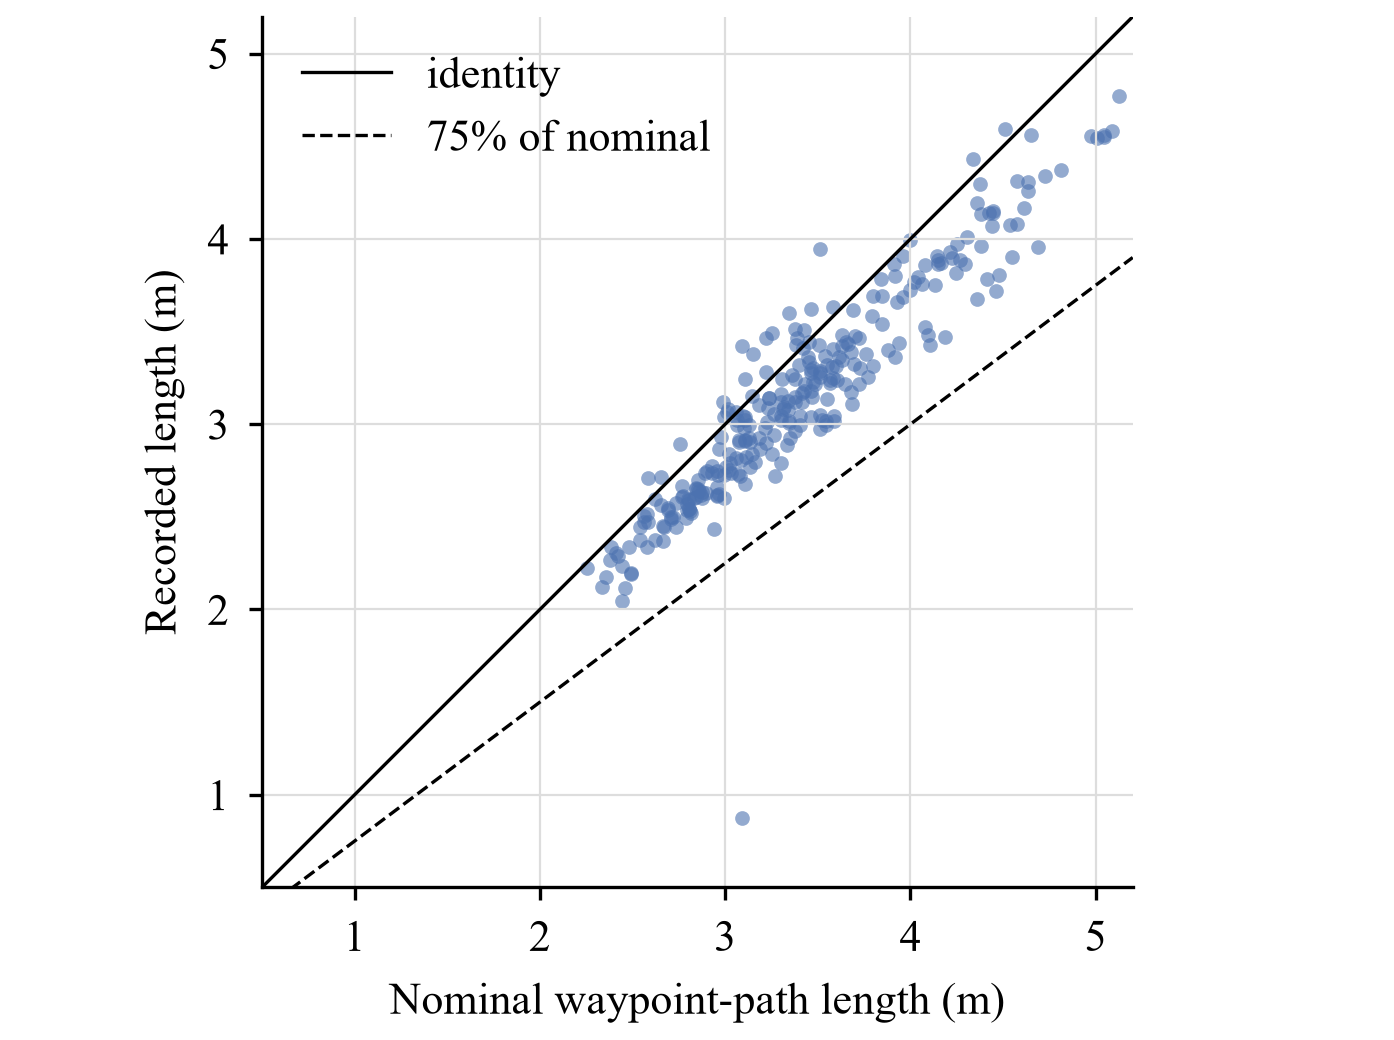 identity
75% of nominal
5
4
3
2
1
Recorded length (m)
1 2 3 4 5
Nominal waypoint-path length (m)